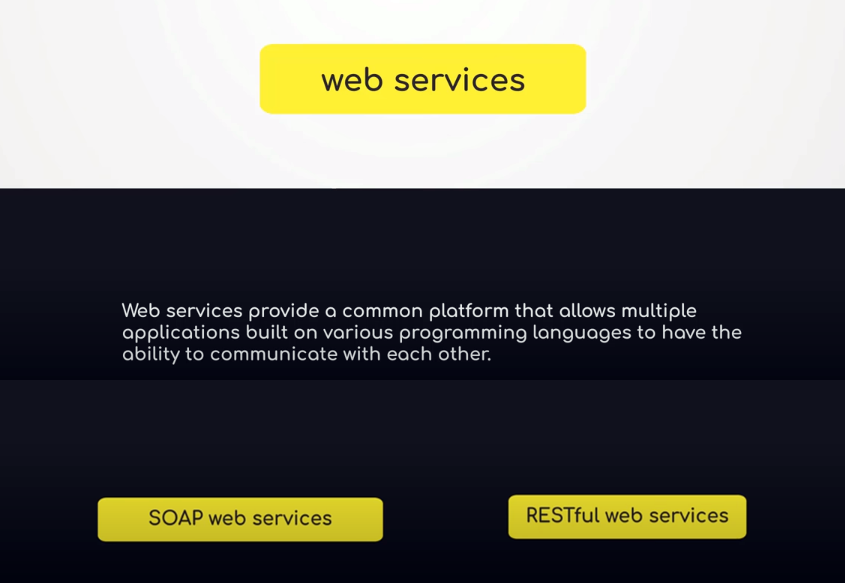 web services
Web services provide a common platform that allows multiple
applications built on various programming languages to have the
ability to communicate with each other.
SOAP web services
RESTful web services